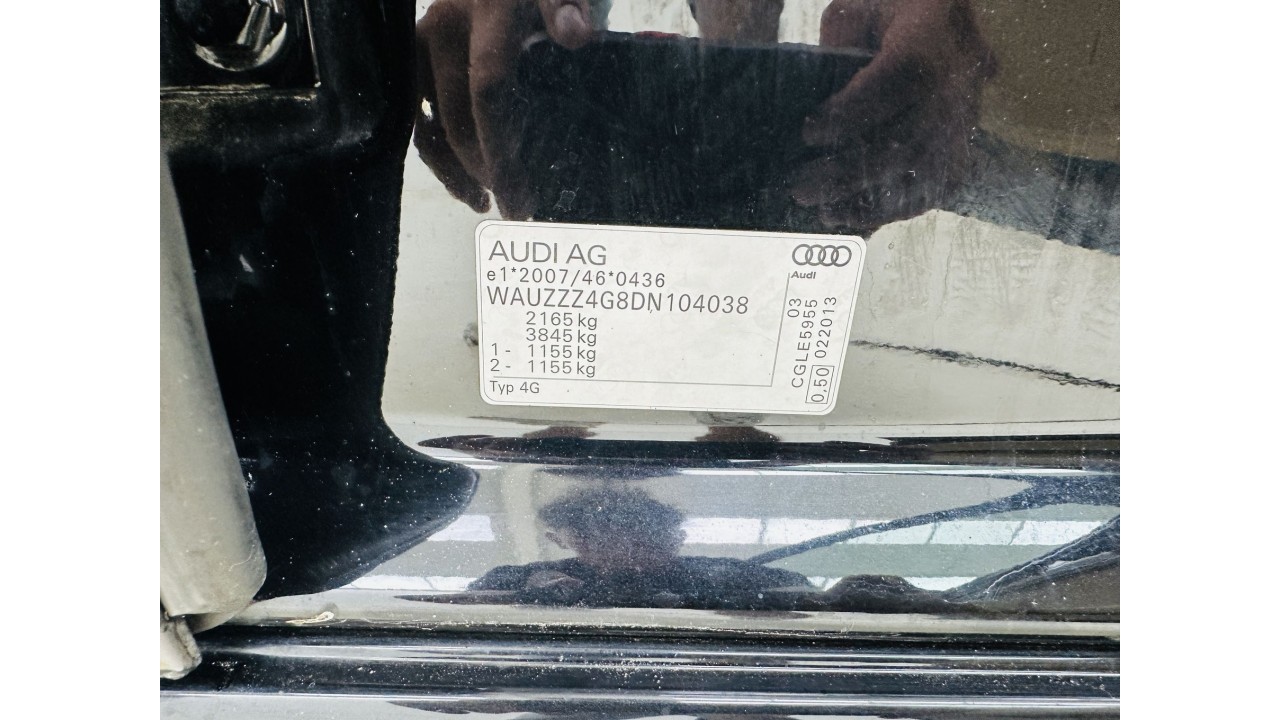 AUDI AG
e1*2007/46*0436
WAUZZZ4G8DN104038
2165 kg
3845 kg
1 - 1155 kg
2 - 1155 kg
Typ 4G
Audi
03
CGLE5955
0.50 022013